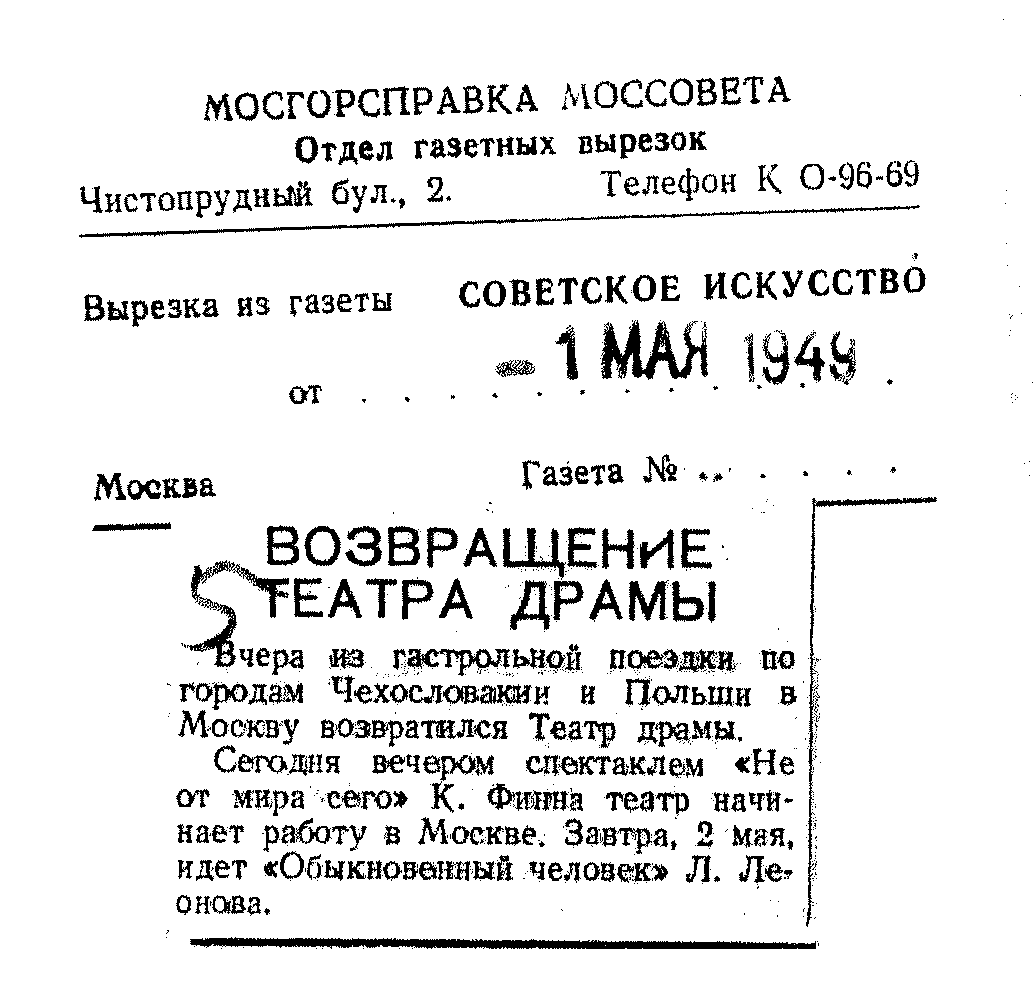 МОСГОРСПРАВКА МОССОВЕТА
Отдел газетных вырезок
Чистопрудный бул., 2. Телефон К 0-96-69
Вырезка из газеты СОВЕТСКОЕ ИСКУССТВО
от - 1 МАЯ 1949
Москва Газета № . . . . . .
ВОЗВРАЩЕНИЕ
ТЕАТРА ДРАМЫ
Вчера из гастрольной поездки по
городам Чехословакии и Польши в
Москву возвратился Театр драмы.
Сегодня вечером спектаклем «Не
от мира сего» К. Финна театр начи-
нает работу в Москве. Завтра, 2 мая,
идет «Обыкновенный человек» Л. Ле-
онова.